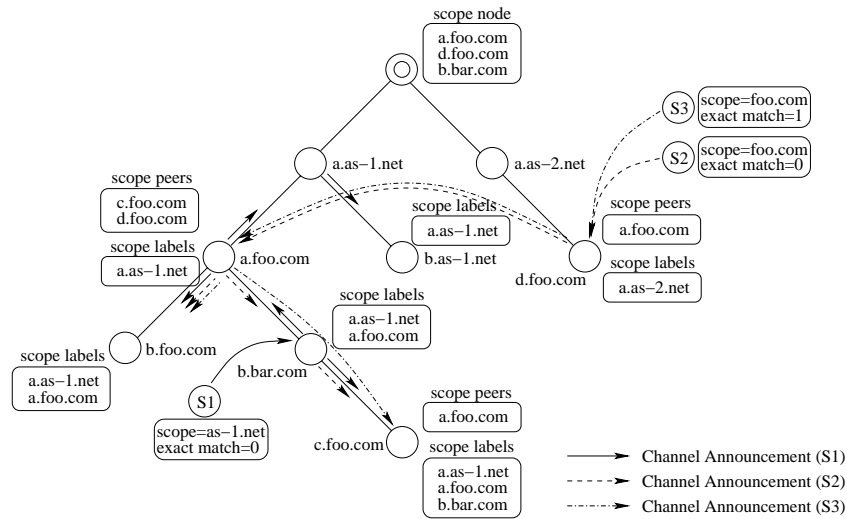 scope node
a.foo.com
d.foo.com
b.bar.com
S3
scope=foo.com
exact match=1
S2
scope=foo.com
exact match=0
a.as−1.net
a.as−2.net
scope peers
c.foo.com
d.foo.com
scope labels
a.as−1.net
a.foo.com
scope labels
a.as−1.net
b.as−1.net
scope peers
a.foo.com
d.foo.com
scope labels
a.as−2.net
scope labels
a.as−1.net
a.foo.com
b.foo.com
b.bar.com
scope labels
a.as−1.net
a.foo.com
S1
scope=as−1.net
exact match=0
scope peers
a.foo.com
c.foo.com
scope labels
a.as−1.net
a.foo.com
b.bar.com
Channel Announcement (S1)
Channel Announcement (S2)
Channel Announcement (S3)